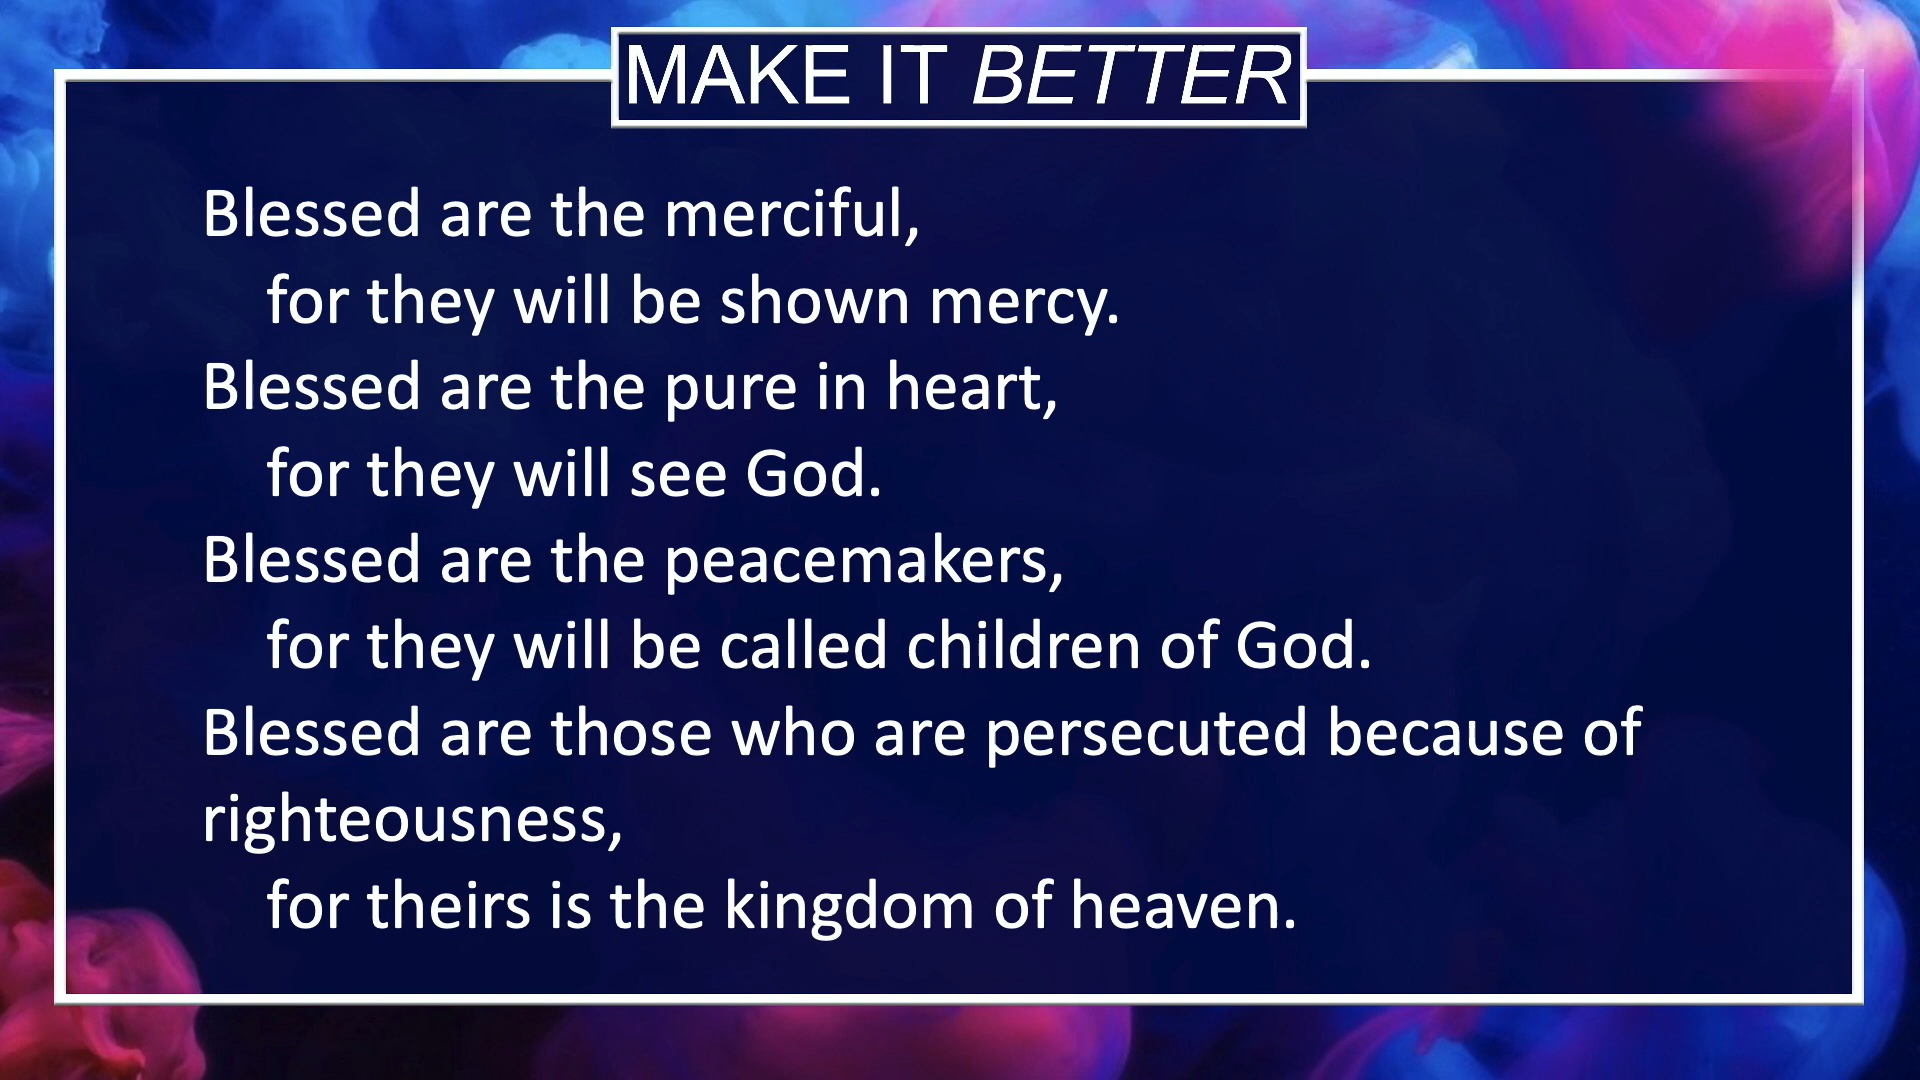 MAKE IT BETTER
Blessed are the merciful,
for they will be shown mercy.
Blessed are the pure in heart,
for they will see God.
Blessed are the peacemakers,
for they will be called children of God.
Blessed are those who are persecuted because of
righteousness,
for theirs is the kingdom of heaven.